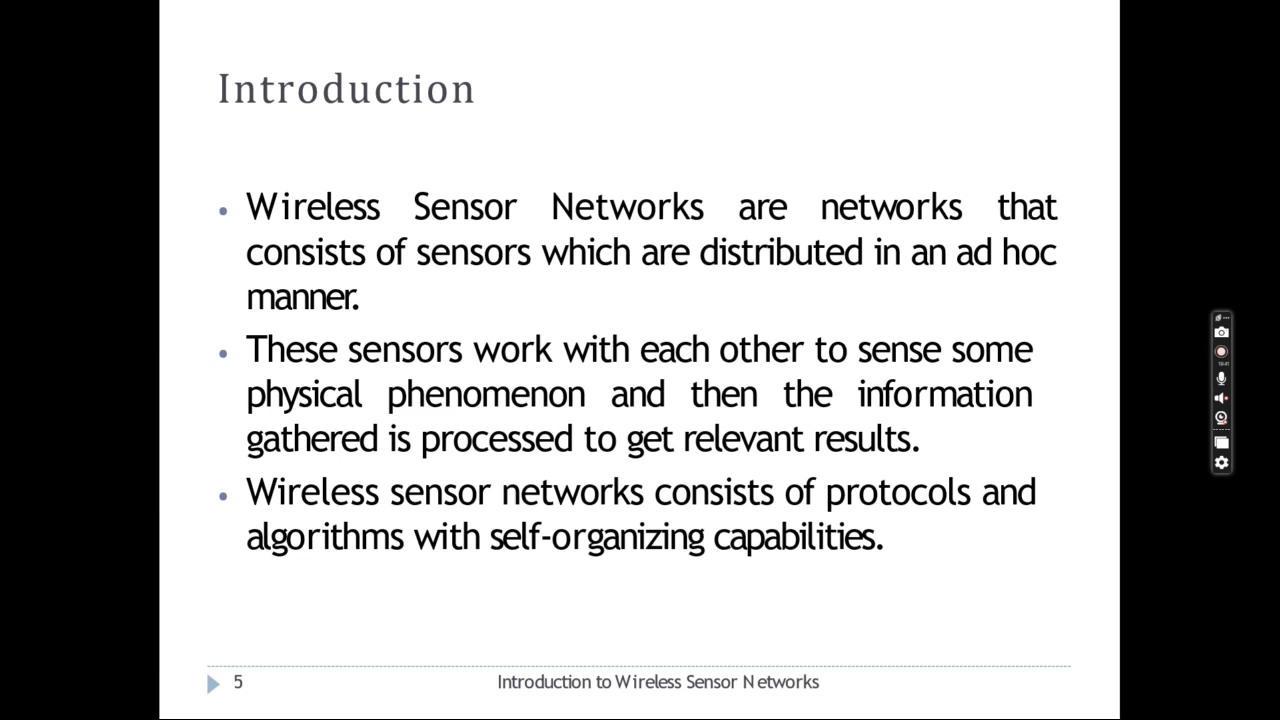 Introduction
• Wireless Sensor Networks are networks that
consists of sensors which are distributed in an ad hoc
manner.
• These sensors work with each other to sense some
physical phenomenon and then the information
gathered is processed to get relevant results.
• Wireless sensor networks consists of protocols and
algorithms with self-organizing capabilities.
5 Introduction to Wireless Sensor Networks